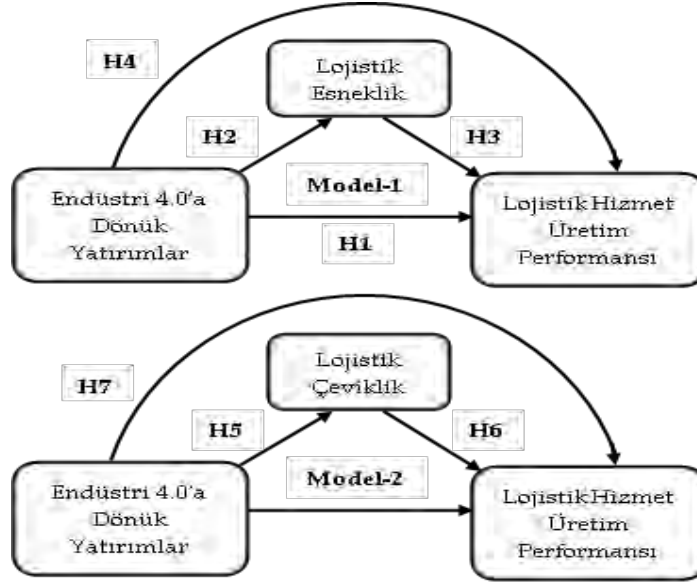 H4
Lojistik
Esneklik
H2
H3
Endüstri 4.0'a
Dönük
Yatırımlar
Model-1
H1
Lojistik Hizmet
Üretim
Performansı
H7
Lojistik
Çeviklik
H5
H6
Endüstri 4.0'a
Dönük
Yatırımlar
Model-2
Lojistik Hizmet
Üretim
Performansı